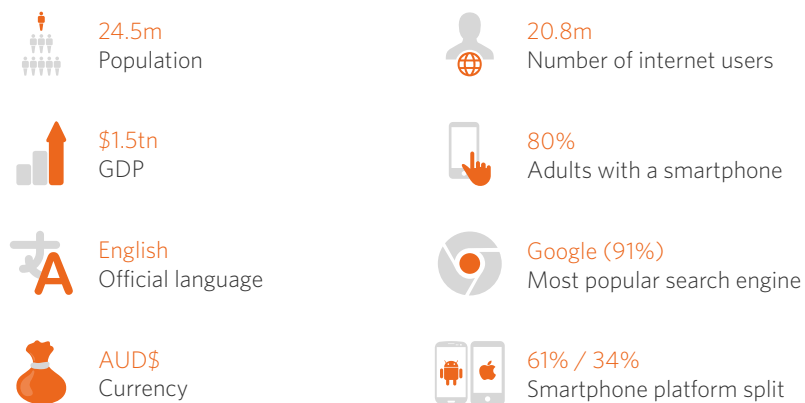 24.5m
Population
$1.5tn
GDP
English
Official language
AUD$
Currency
20.8m
Number of internet users
80%
Adults with a smartphone
Google (91%)
Most popular search engine
61% / 34%
Smartphone platform split